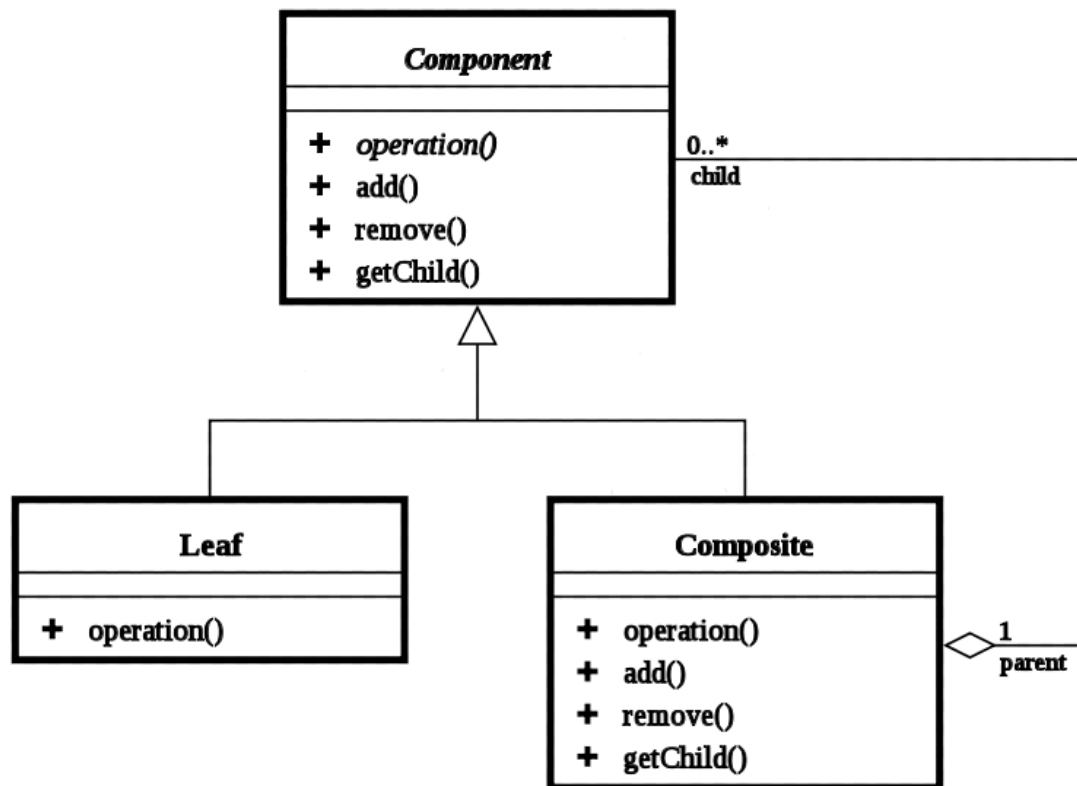 Component
+ operation()
+ add()
+ remove()
+ getChild()
0..*
child
Leaf
+ operation()
Composite
+ operation()
+ add()
+ remove()
+ getChild()
1
parent